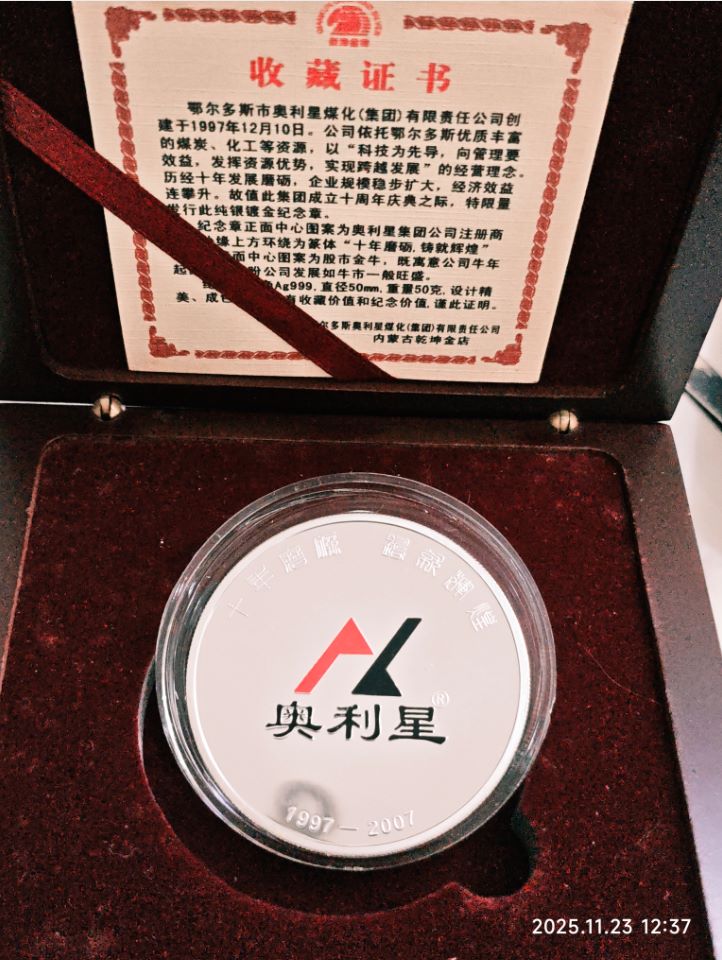 收藏证书
鄂尔多斯市奥利星煤化(集团)有限责任公司创
建于1997年12月10日。公司依托鄂尔多斯优质丰富
的煤炭、化工等资源，以“科技为先导，向管理要
效益，发挥资源优势，实现跨越发展”的经营理念。
历经十年发展磨砺，企业规模稳步扩大，经济效益
连攀升。故值此集团成立十周年庆典之际，特限量
发行此纯银镀金纪念章。
纪念章正面中心图案为奥利星集团公司注册商
缘上方环绕为篆体“十年磨砺,铸就辉煌”
面中心图案为股市金牛，既寓意公司牛年
起
份公司发展如牛市一般旺盛。
Ag999,直径50mm,重量50克,设计精
美、成色
有收藏价值和纪念价值,谨此证明。
尔多斯奥利星煤化(集团)有限责任公司
内蒙古乾坤金店
十年磨砺 铸就辉煌
奥利星®
1997—2007
2025.11.23 12:37